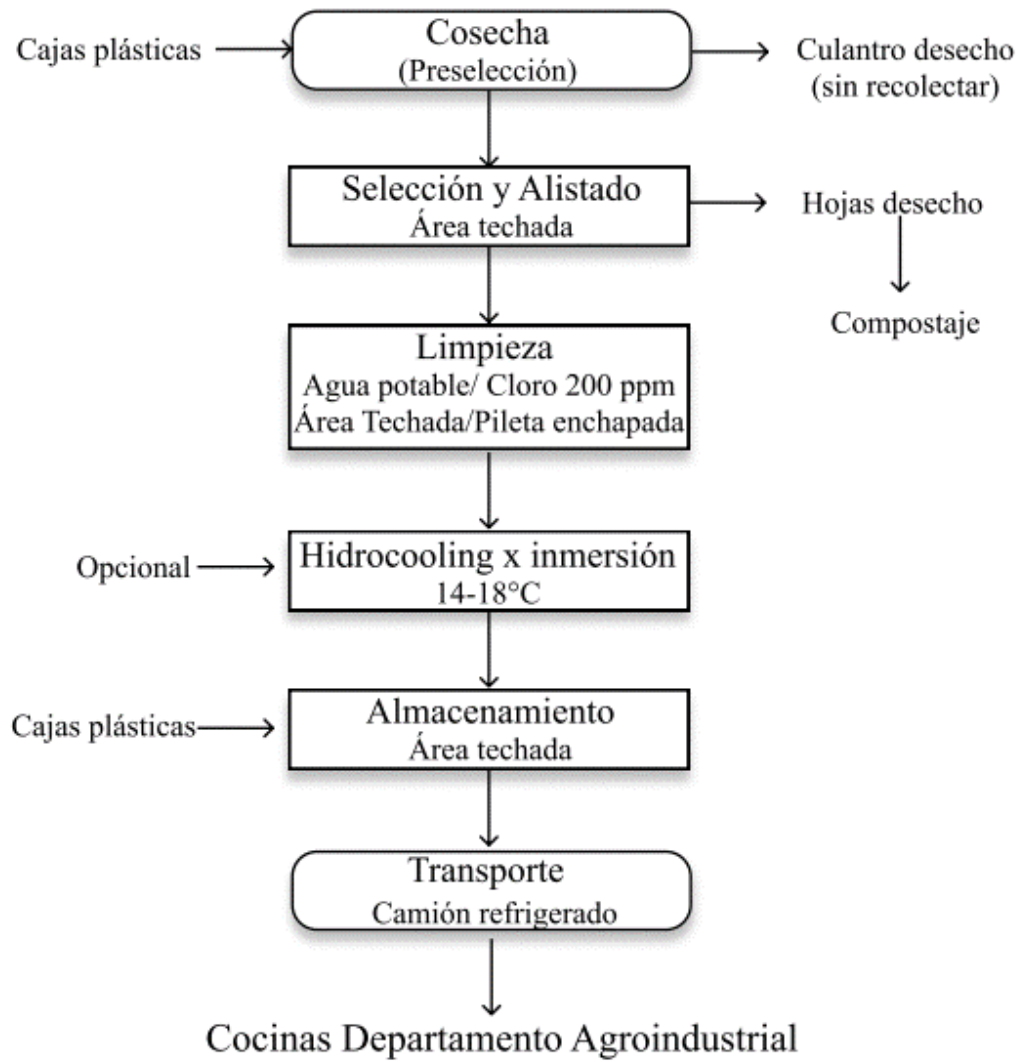 Cajas plásticas
Cosecha
(Preselección)
Culantro desecho
(sin recolectar)
Selección y Alistado
Área techada
Hojas desecho
Compostaje
Limpieza
Agua potable/ Cloro 200 ppm
Área Techada/Pileta enchapada
Opcional
Hidrocooling x inmersión
14-18°C
Cajas plásticas
Almacenamiento
Área techada
Transporte
Camión refrigerado
Cocinas Departamento Agroindustrial